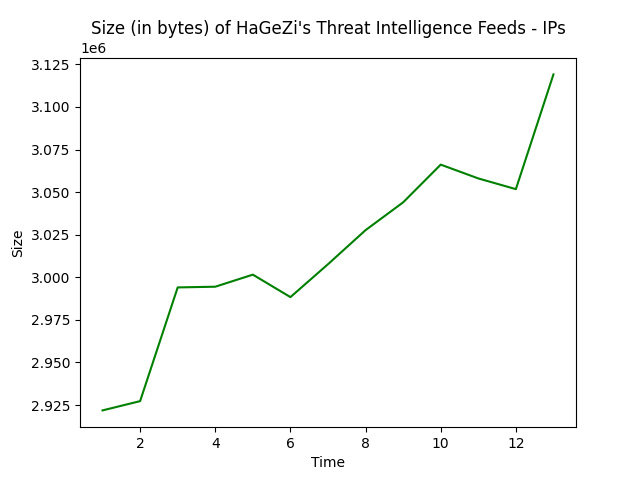 Size (in bytes) of HaGeZi's Threat Intelligence Feeds - IPs
1e6
3.125
3.100
3.075
3.050
3.025
3.000
2.975
2.950
2.925
Size
2 4 6 8 10 12
Time